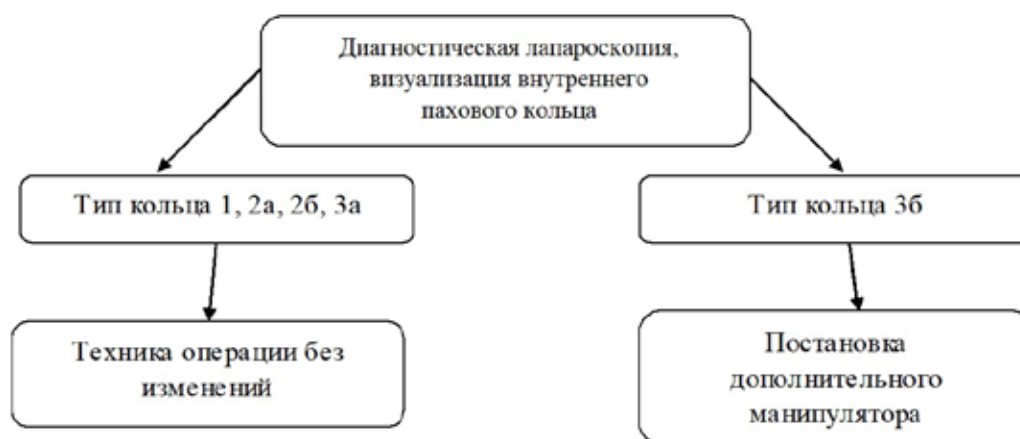 Диагностическая лапароскопия,
визуализация внутреннего
пахового кольца
Тип кольца 1, 2а, 2б, 3а
Тип кольца 3б
Техника операции без
изменений
Постановка
дополнительного
манипулятора